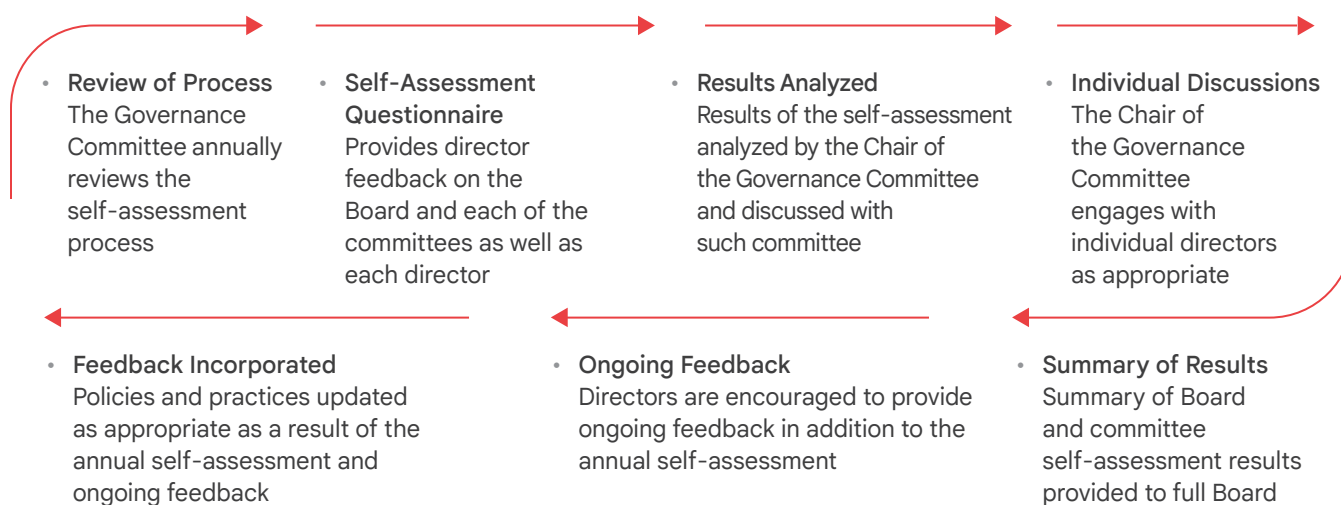 • Review of Process
The Governance
Committee annually
reviews the
self-assessment
process
• Self-Assessment
Questionnaire
Provides director
feedback on the
Board and each of the
committees as well as
each director
• Results Analyzed
Results of the self-assessment
analyzed by the Chair of
the Governance Committee
and discussed with
such committee
• Individual Discussions
The Chair of
the Governance
Committee
engages with
individual directors
as appropriate
• Summary of Results
Summary of Board
and committee
self-assessment results
provided to full Board
• Ongoing Feedback
Directors are encouraged to provide
ongoing feedback in addition to the
annual self-assessment
• Feedback Incorporated
Policies and practices updated
as appropriate as a result of the
annual self-assessment and
ongoing feedback